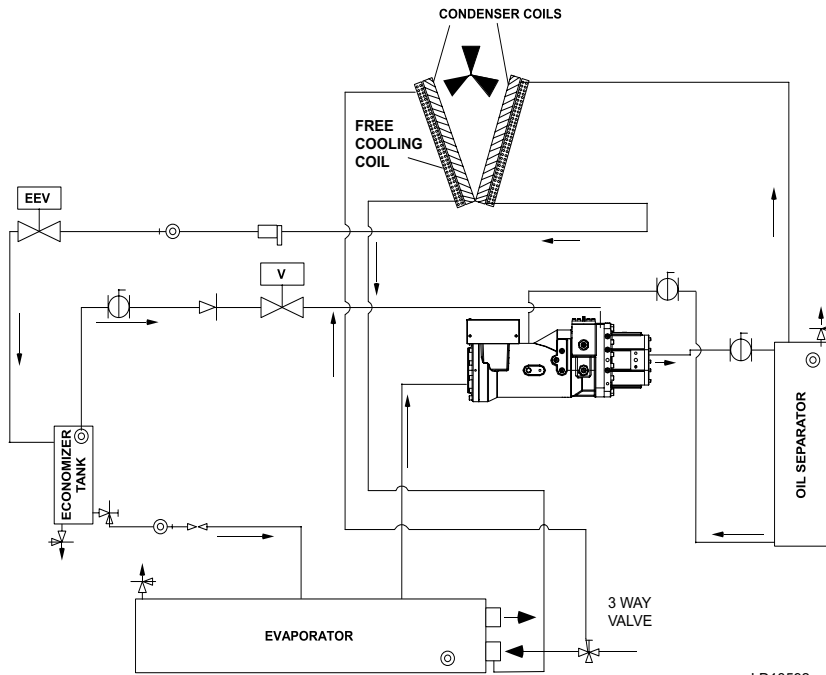 CONDENSER COILS
FREE
COOLING
COIL
EEV
V
ECONOMIZER
TANK
OIL SEPARATOR
3 WAY
VALVE
EVAPORATOR